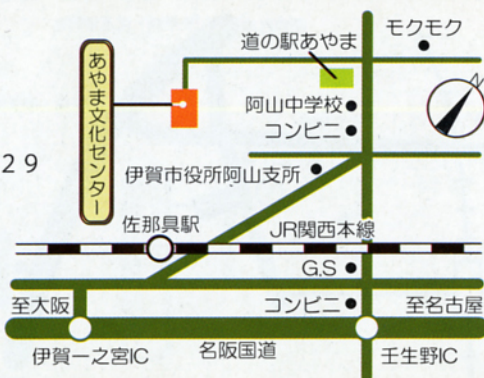 モクモク
道の駅あやま
あやま文化センター
阿山中学校
コンビニ
N
29
伊賀市役所阿山支所
佐那具駅
JR関西本線
G.S
至大阪
コンビニ
至名古屋
伊賀一之宮IC
名阪国道
壬生野IC